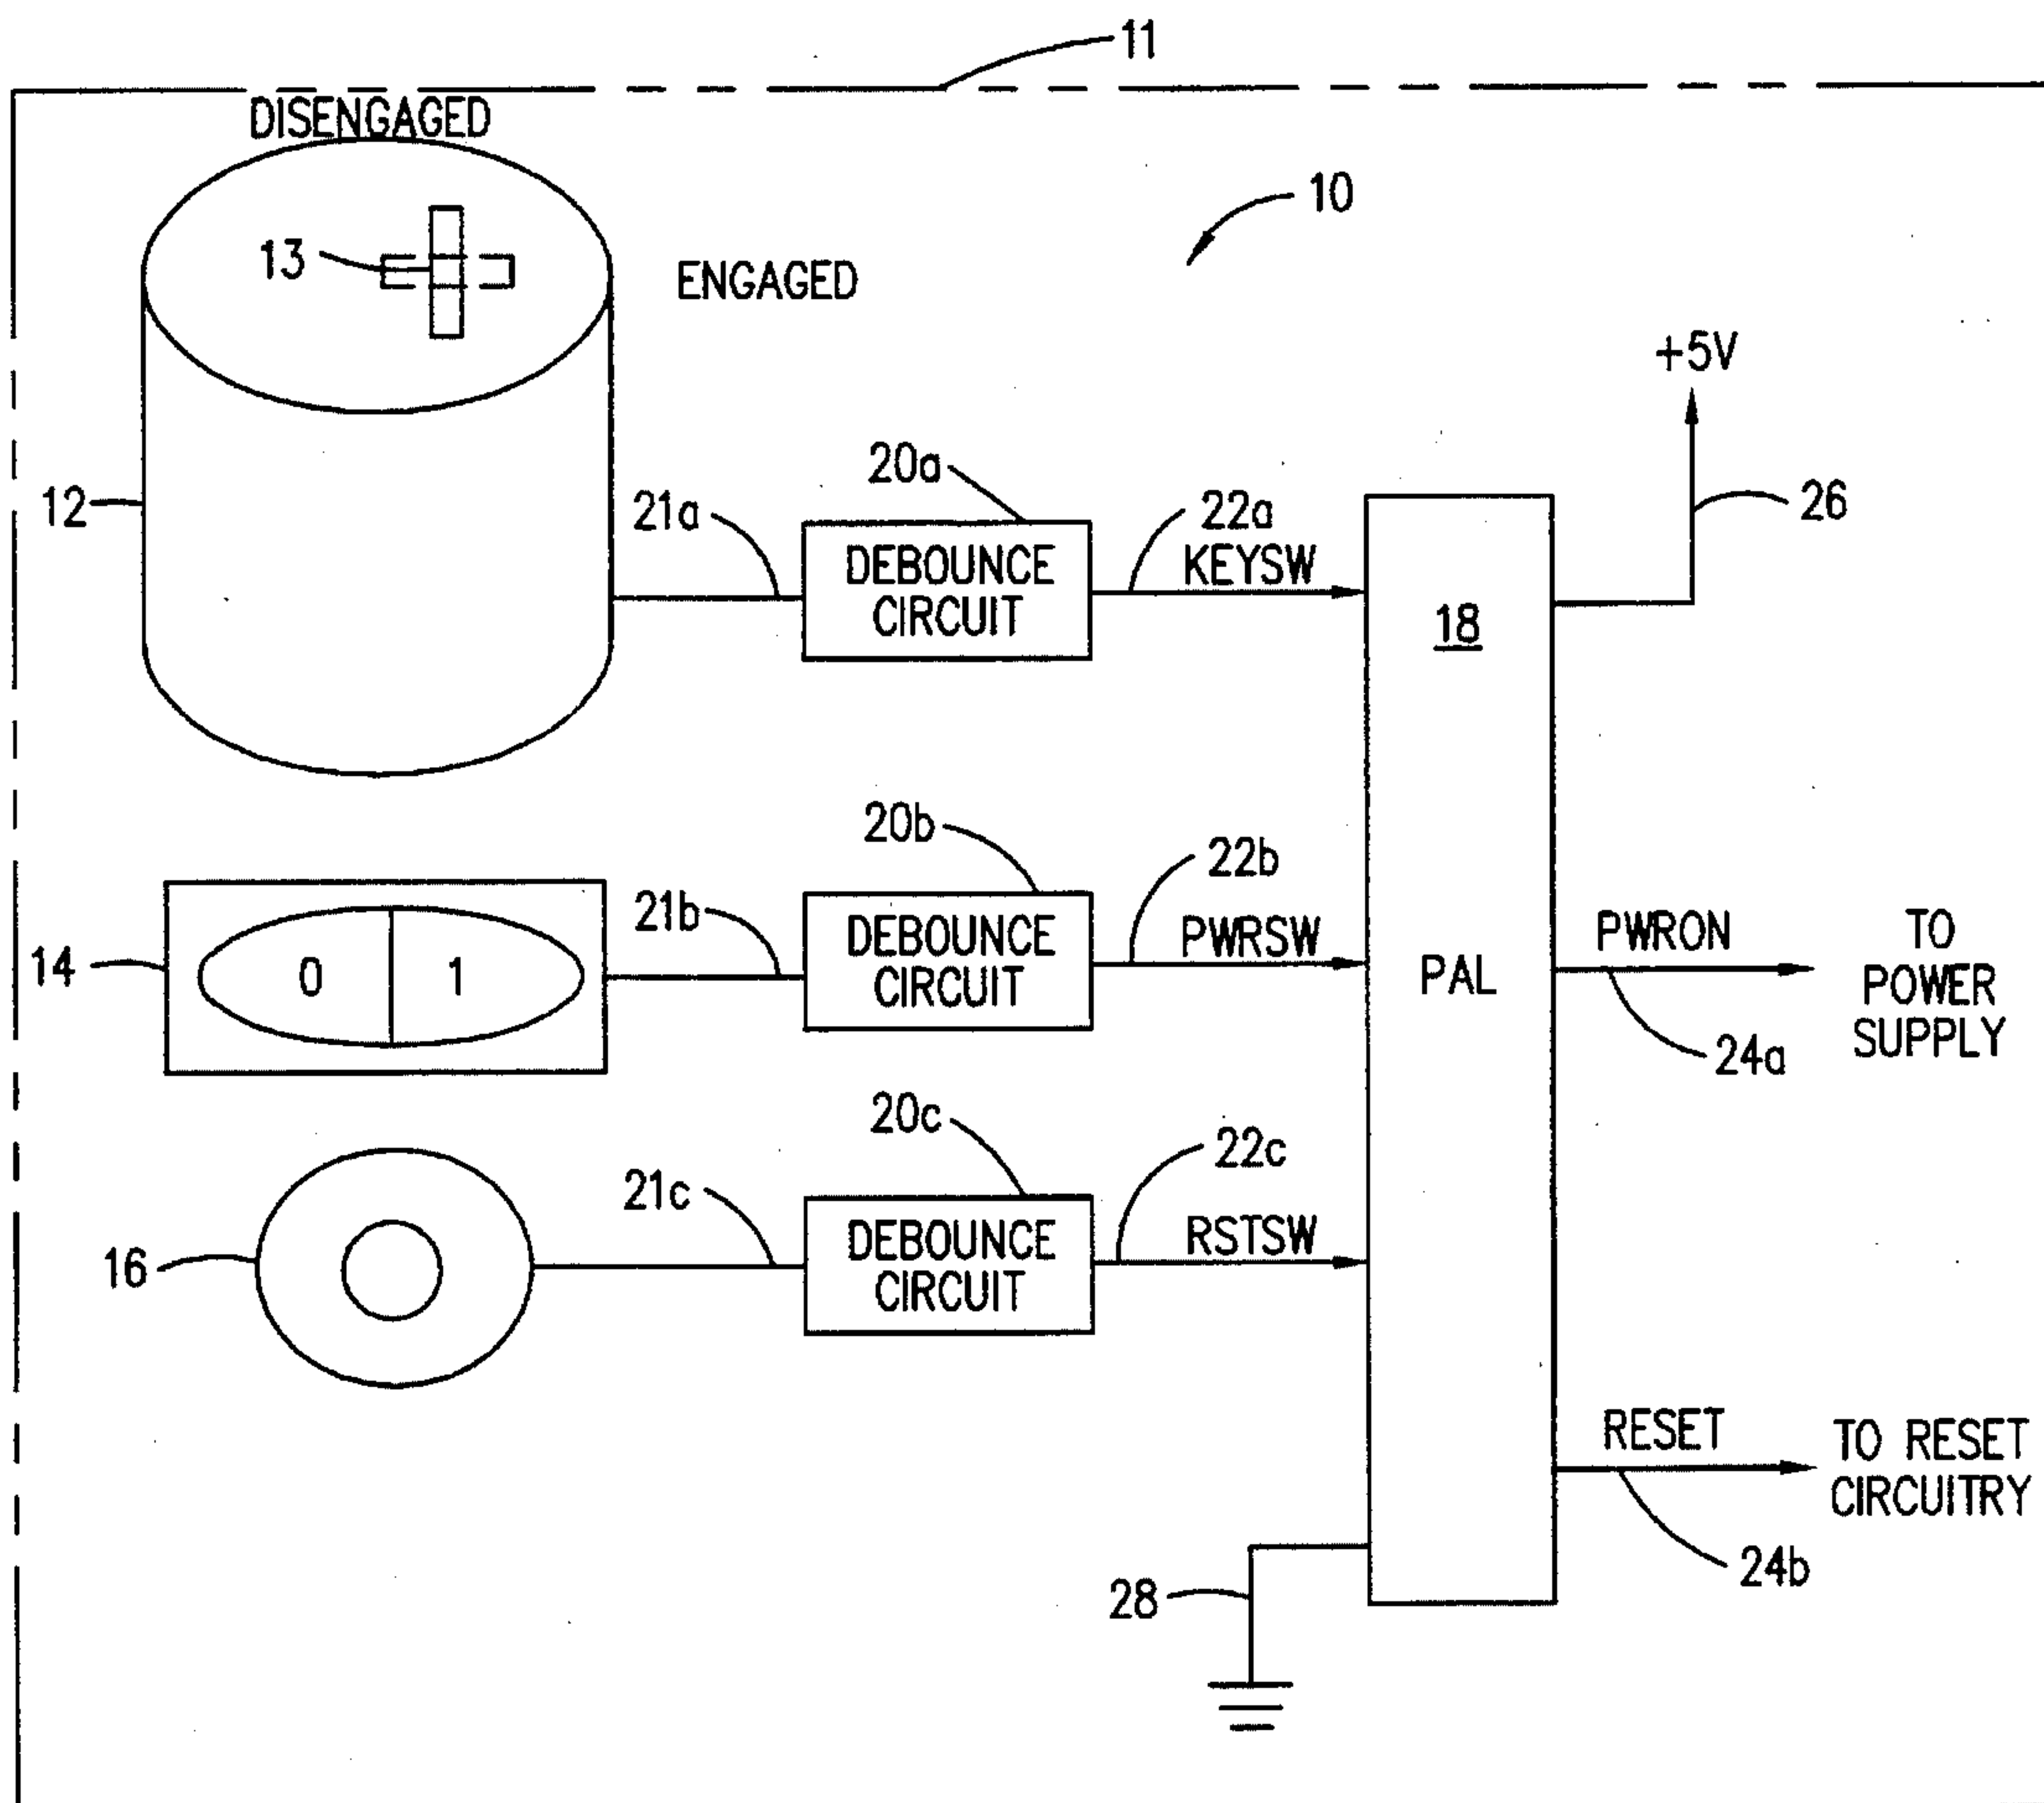 11
DISENGAGED
10
13
ENGAGED
+5V
20a
12
21a
22a
26
KEYSW
DEBOUNCE
CIRCUIT
18
20b
22b
21b
PWRSW
DEBOUNCE
CIRCUIT
14
0 1
PAL
PWRON
TO
POWER
SUPPLY
24a
20c
22c
21c
RSTSW
DEBOUNCE
CIRCUIT
16
RESET
TO RESET
CIRCUITRY
24b
28